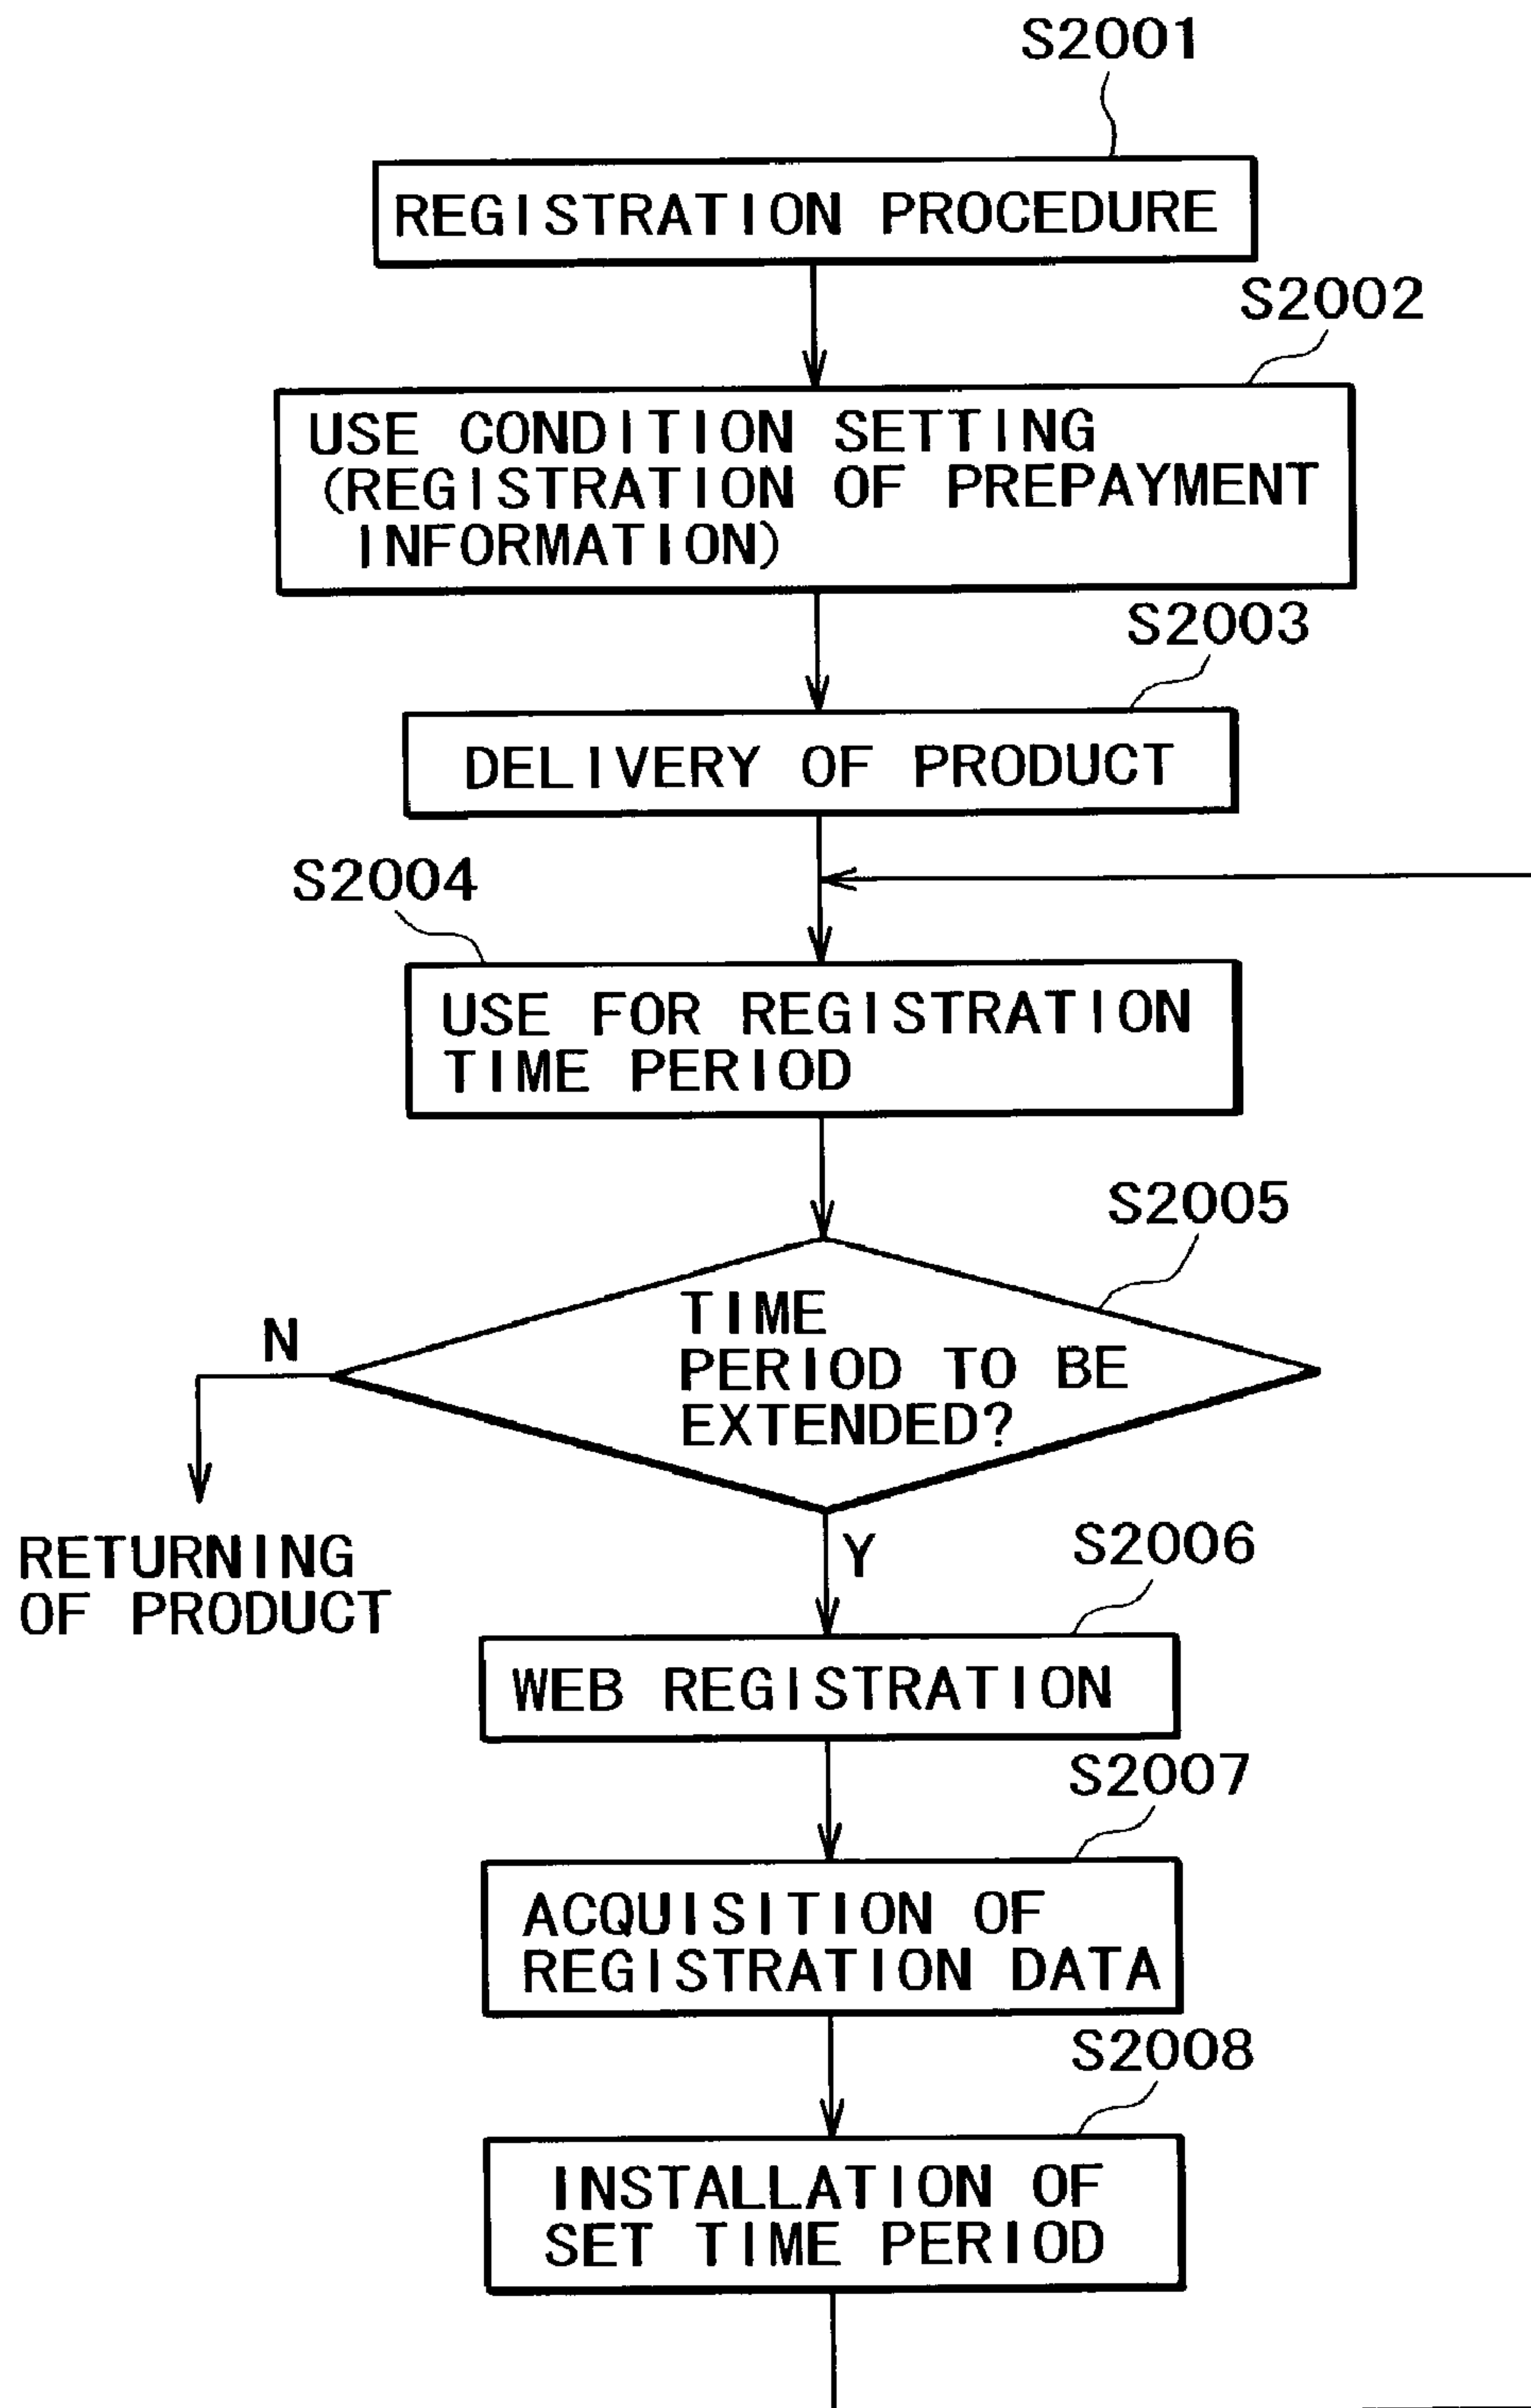 S2001
REGISTRATION PROCEDURE
S2002
USE CONDITION SETTING
(REGISTRATION OF PREPAYMENT
INFORMATION)
S2003
DELIVERY OF PRODUCT
S2004
USE FOR REGISTRATION
TIME PERIOD
S2005
TIME
PERIOD TO BE
EXTENDED?
N
RETURNING
OF PRODUCT
Y
S2006
WEB REGISTRATION
S2007
ACQUISITION OF
REGISTRATION DATA
S2008
INSTALLATION OF
SET TIME PERIOD